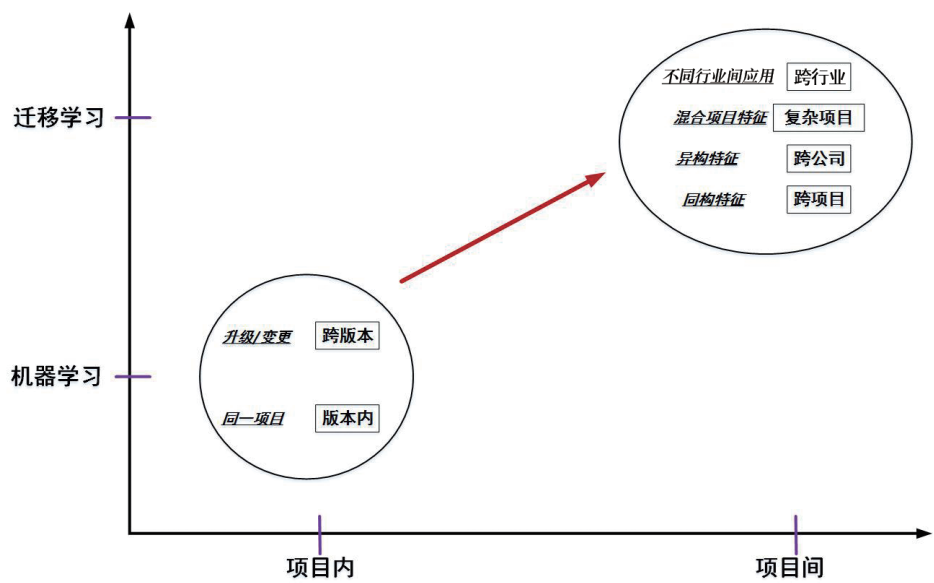 不同行业间应用 跨行业
迁移学习
混合项目特征 复杂项目
异构特征 跨公司
同构特征 跨项目
升级/变更 跨版本
机器学习
同一项目 版本内
项目内 项目间